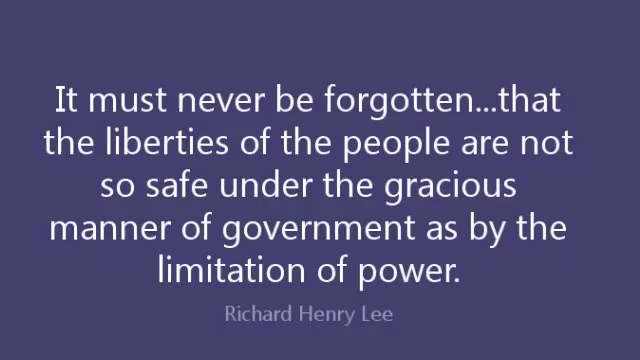 It must never be forgotten...that
the liberties of the people are not
so safe under the gracious
manner of government as by the
limitation of power.
Richard Henry Lee